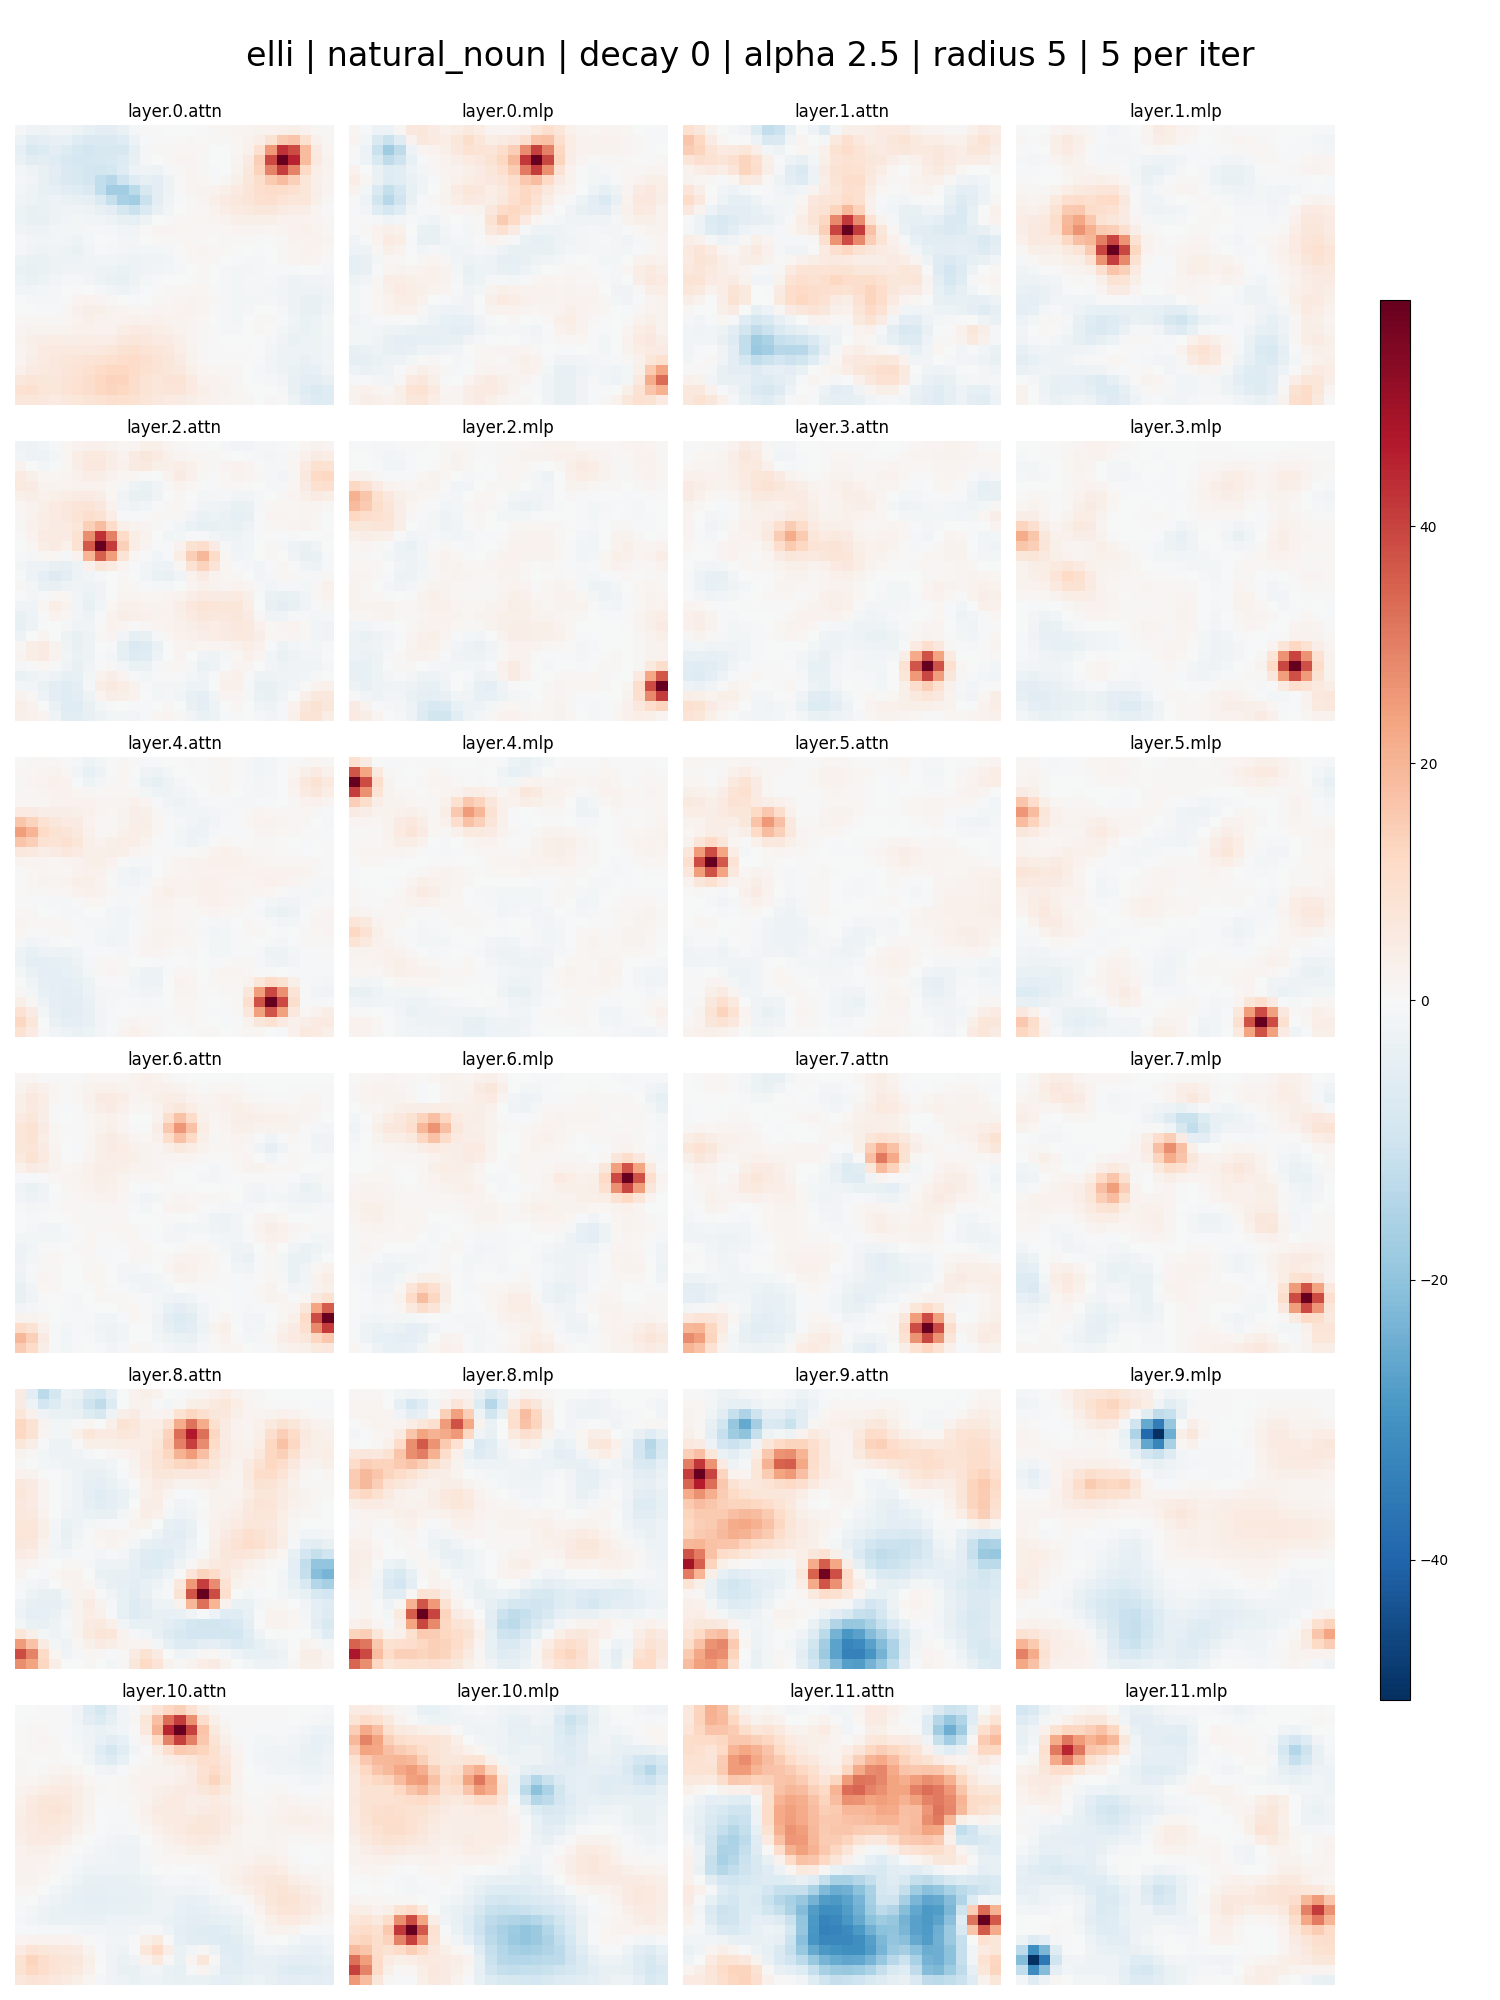 elli | natural_noun | decay 0 | alpha 2.5 | radius 5 | 5 per iter
layer.0.attn layer.0.mlp layer.1.attn layer.1.mlp
layer.2.attn layer.2.mlp layer.3.attn layer.3.mlp
40
layer.4.attn layer.4.mlp layer.5.attn layer.5.mlp
20
0
layer.6.attn layer.6.mlp layer.7.attn layer.7.mlp
−20
layer.8.attn layer.8.mlp layer.9.attn layer.9.mlp
−40
layer.10.attn layer.10.mlp layer.11.attn layer.11.mlp